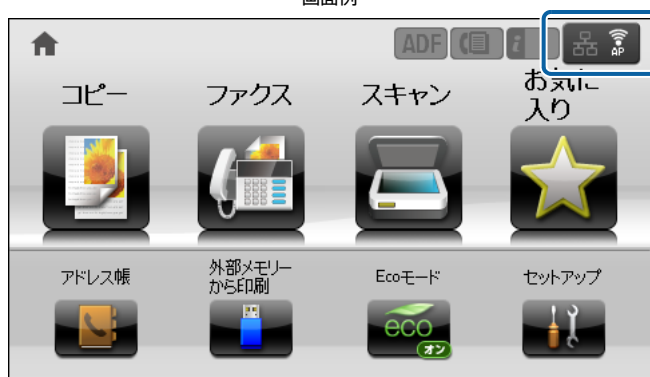 画面例
ADF
i
AP
コピー
ファクス
スキャン
お気に
入り
アドレス帳
外部メモリー
から印刷
Ecoモード
セットアップ
eco
オン